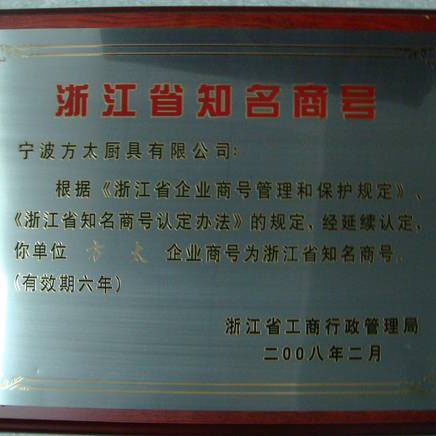 浙江省知名商号
宁波方太厨具有限公司:
根据《浙江省企业商号管理和保护规定》、
《浙江省知名商号认定办法》的规定,经延续认定,
你单位 方太 企业商号为浙江省知名商号。
(有效期六年)
浙江省工商行政管理局
二〇〇八年二月